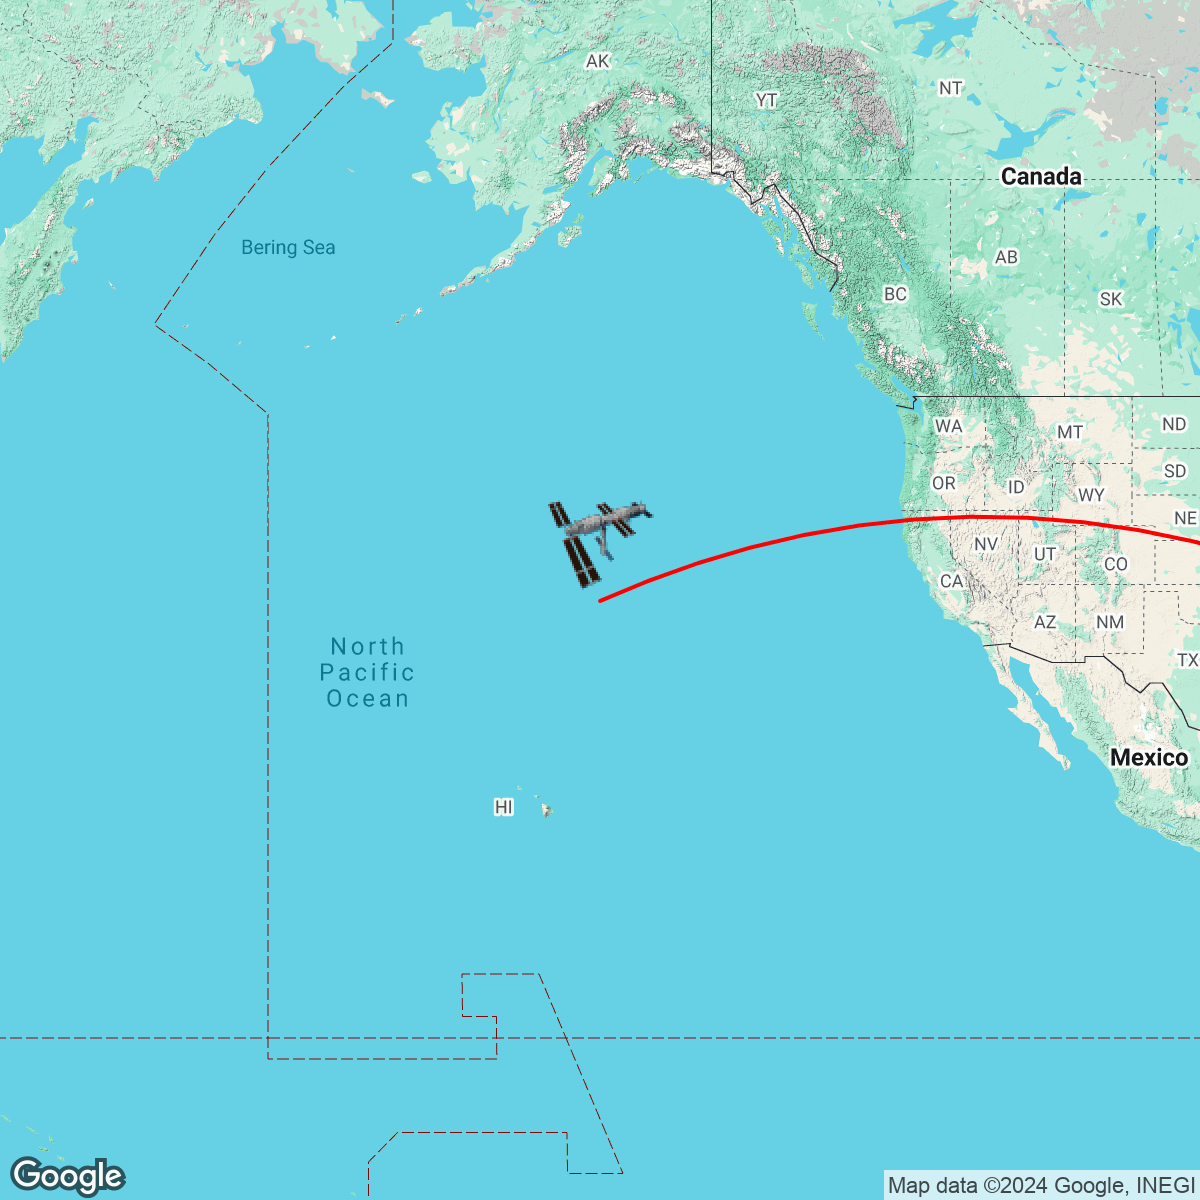 AK
YT
NT
Canada
Bering Sea
AB
BC
SK
WA
MT
ND
SD
OR
ID
WY
NE
NV
UT
CO
CA
AZ
NM
North
Pacific
Ocean
TX
Mexico
HI
Google
Map data ©2024 Google, INEGI